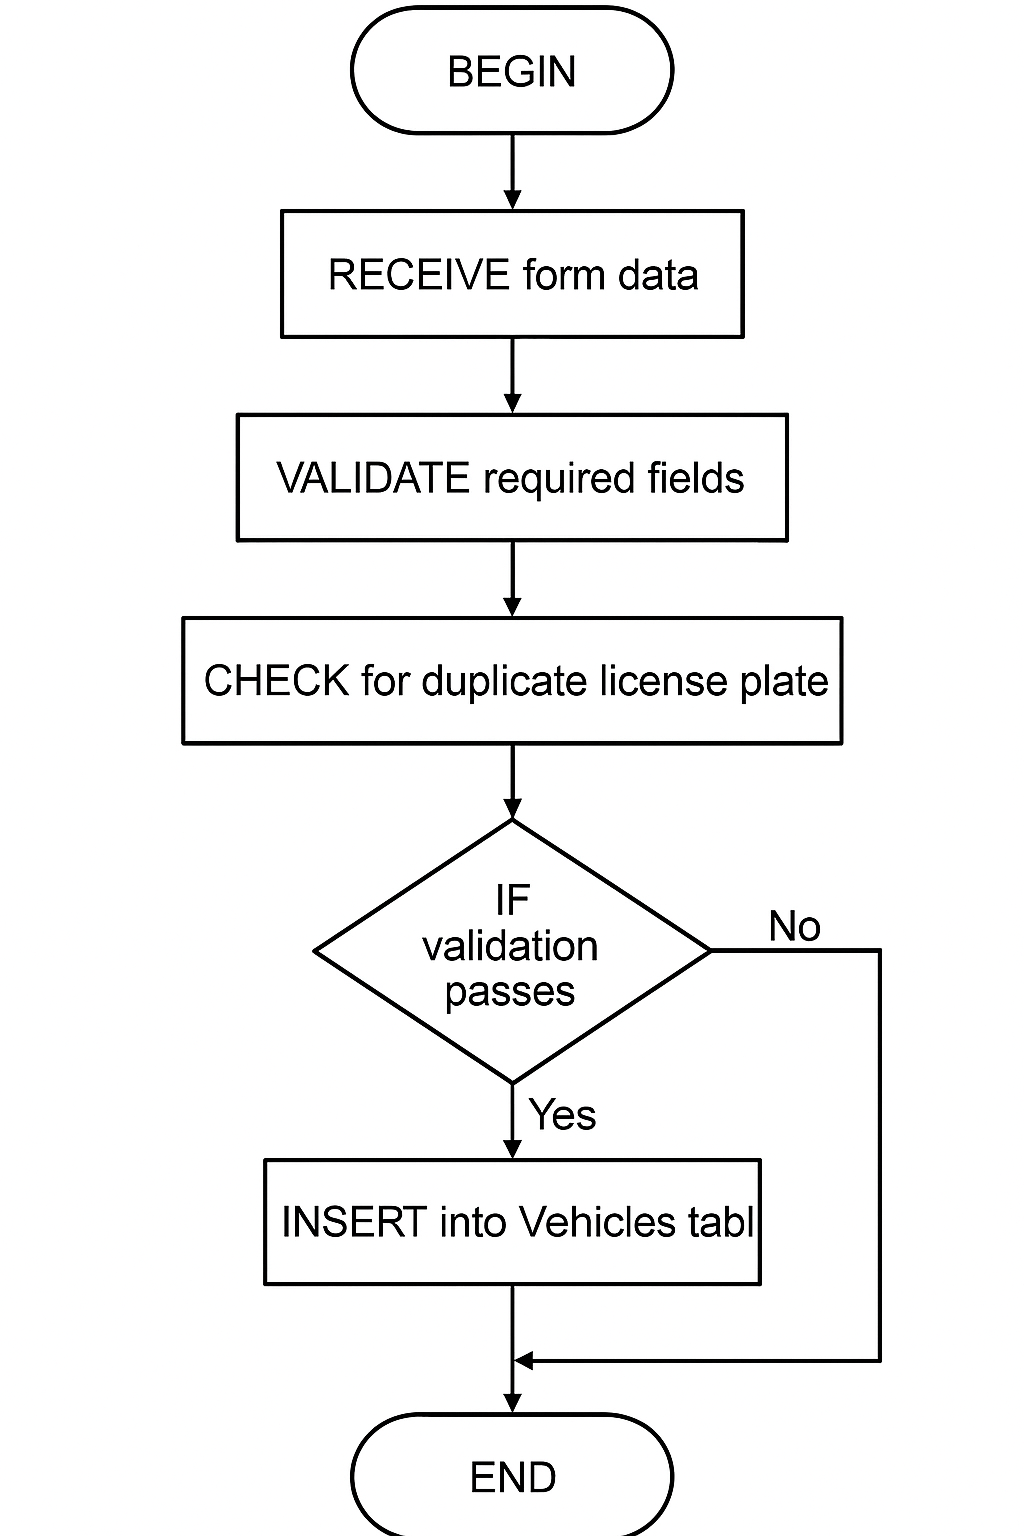 BEGIN
RECEIVE form data
VALIDATE required fields
CHECK for duplicate license plate
IF
validation
passes
No
Yes
INSERT into Vehicles tabl
END